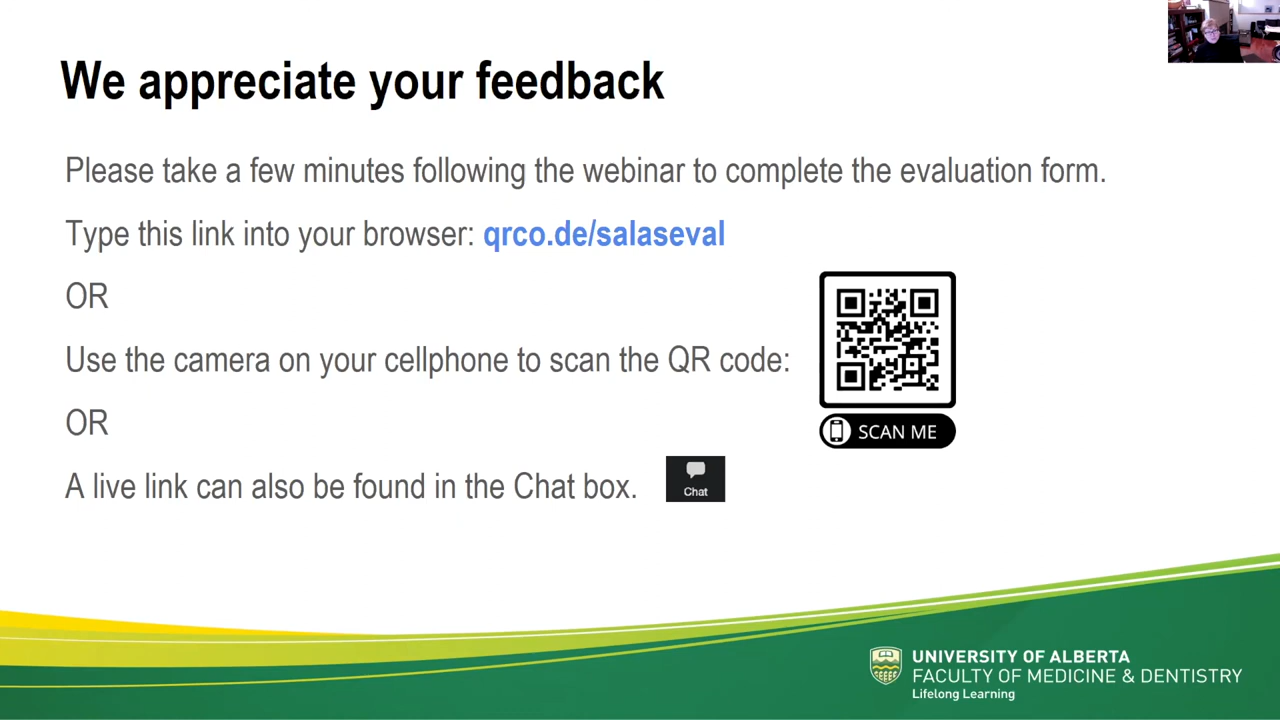 We appreciate your feedback
Please take a few minutes following the webinar to complete the evaluation form.
Type this link into your browser: qrco.de/salaseval
OR
Use the camera on your cellphone to scan the QR code:
SCAN ME
OR
A live link can also be found in the Chat box.
Chat
UNIVERSITY OF ALBERTA
FACULTY OF MEDICINE & DENTISTRY
Lifelong Learning